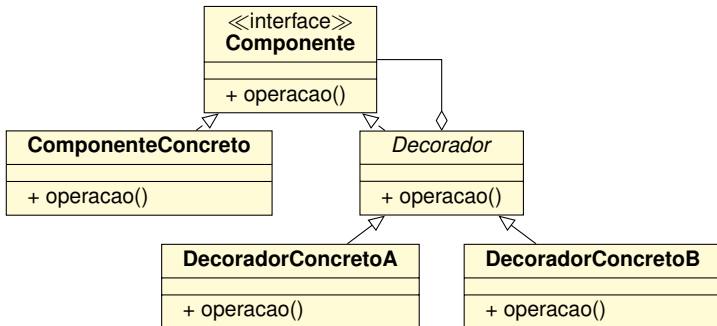 ≪interface≫
Componente
+ operacao()
ComponenteConcreto
+ operacao()
Decorador
+ operacao()
DecoradorConcretoA
+ operacao()
DecoradorConcretoB
+ operacao()